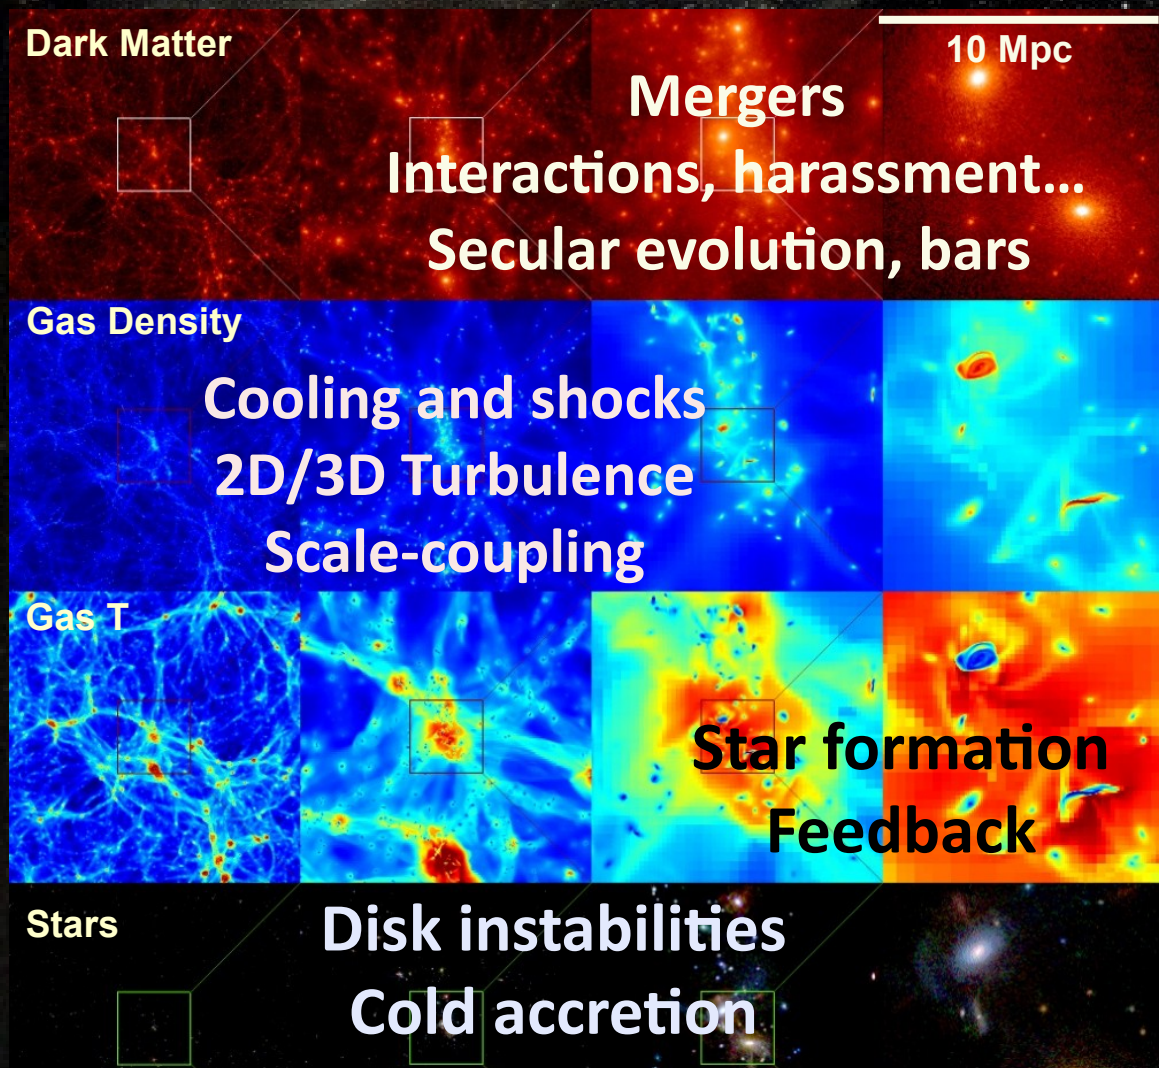 Dark Matter
10 Mpc
Mergers
Interactions, harassment…
Secular evolution, bars
Gas Density
Cooling and shocks
2D/3D Turbulence
Scale-coupling
Gas T
Star formation
Feedback
Stars
Disk instabilities
Cold accretion